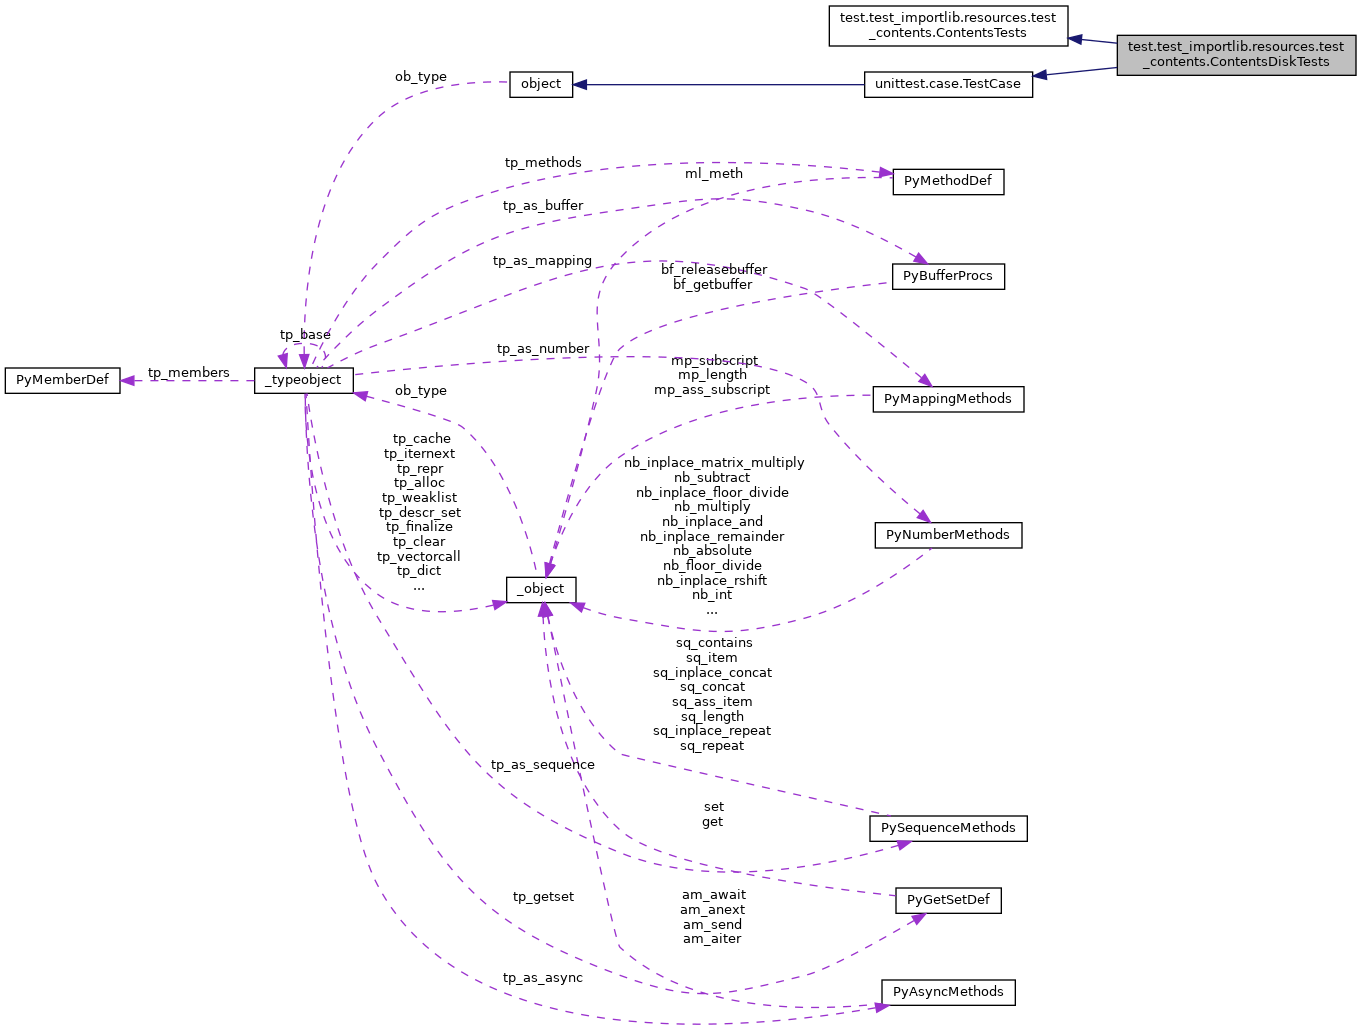 test.test_importlib.resources.test
_contents.ContentsTests
test.test_importlib.resources.test
_contents.ContentsDiskTests
ob_type
object
unittest.case.TestCase
tp_methods
ml_meth
PyMethodDef
tp_as_buffer
tp_as_mapping
bf_releasebuffer
bf_getbuffer
PyBufferProcs
tp_base
tp_as_number
mp_subscript
mp_length
mp_ass_subscript
PyMemberDef
tp_members
_typeobject
ob_type
PyMappingMethods
tp_cache
tp_iternext
tp_repr
tp_alloc
tp_weaklist
tp_descr_set
tp_finalize
tp_clear
tp_vectorcall
tp_dict
...
nb_inplace_matrix_multiply
nb_subtract
nb_inplace_floor_divide
nb_multiply
nb_inplace_and
nb_inplace_remainder
nb_absolute
nb_floor_divide
nb_inplace_rshift
nb_int
...
PyNumberMethods
_object
sq_contains
sq_item
sq_inplace_concat
sq_concat
sq_ass_item
sq_length
sq_inplace_repeat
sq_repeat
tp_as_sequence
set
get
PySequenceMethods
tp_getset
am_await
am_anext
am_send
am_aiter
PyGetSetDef
tp_as_async
PyAsyncMethods